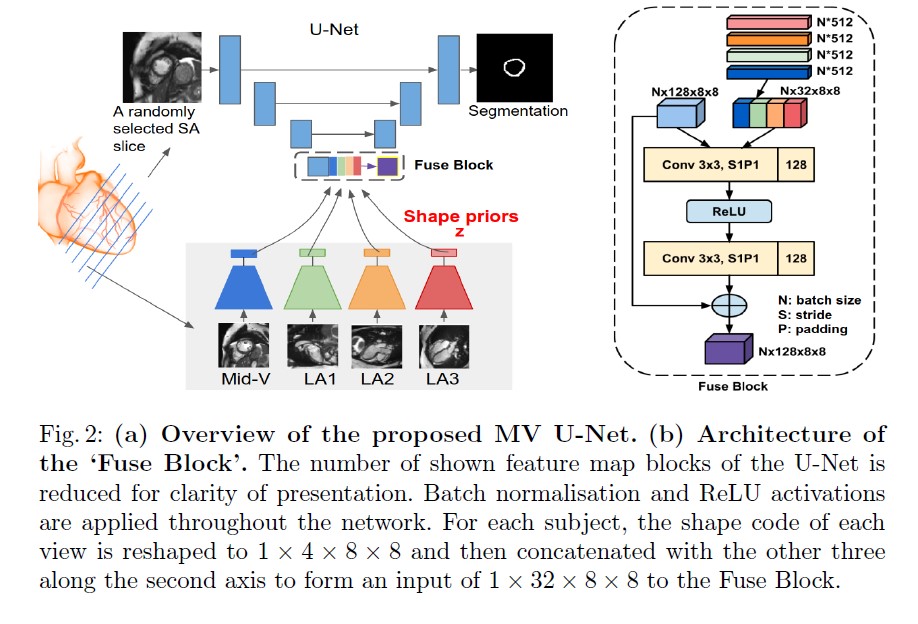 U-Net
A randomly
selected SA
slice
Segmentation
Fuse Block
Shape priors
z
Mid-V LA1 LA2 LA3
N*512
N*512
N*512
N*512
Nx128x8x8 Nx32x8x8
Conv 3x3, S1P1 128
ReLU
Conv 3x3, S1P1 128
N: batch size
S: stride
P: padding
Nx128x8x8
Fuse Block
Fig. 2: (a) Overview of the proposed MV U-Net. (b) Architecture of
the ‘Fuse Block’. The number of shown feature map blocks of the U-Net is
reduced for clarity of presentation. Batch normalisation and ReLU activations
are applied throughout the network. For each subject, the shape code of each
view is reshaped to 1 × 4 × 8 × 8 and then concatenated with the other three
along the second axis to form an input of 1 × 32 × 8 × 8 to the Fuse Block.